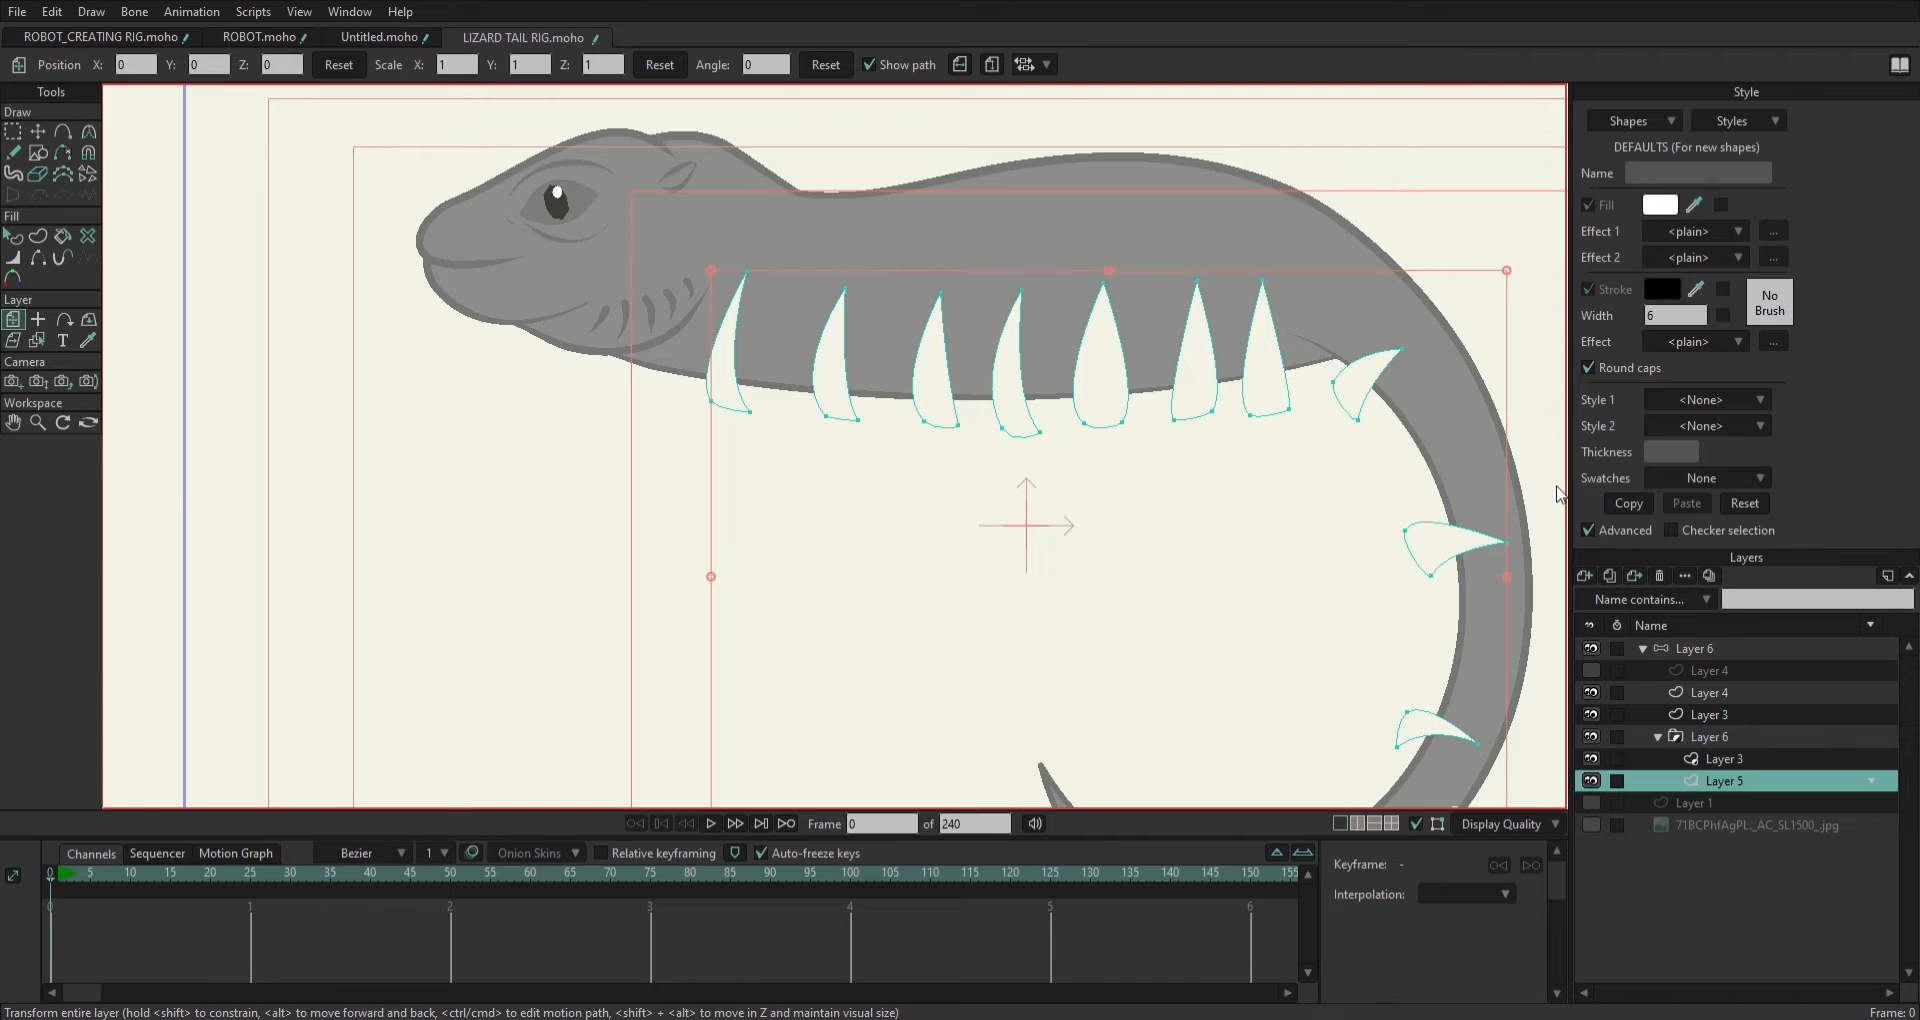 File Edit Draw Bone Animation Scripts View Window Help
ROBOT_CREATING RIG.moho ROBOT.moho Untitled.moho LIZARD TAIL RIG.moho
Position X: 0 Y: 0 Z: 0 Reset Scale X: 1 Y: 1 Z: 1 Reset Angle: 0 Reset Show path
Tools
Draw
Fill
Layer
Camera
Workspace
Style
Shapes Styles
DEFAULTS (For new shapes)
Name
Fill
Effect 1 <plain> ...
Effect 2 <plain> ...
Stroke
No Brush
Width 6
Effect <plain> ...
Round caps
Style 1 <None>
Style 2 <None>
Thickness
Swatches None
Copy Paste Reset
Advanced Checker selection
Layers
Name contains...
Name
Layer 6
Layer 4
Layer 4
Layer 3
Layer 6
Layer 3
Layer 5
Layer 1
71BCPhfAgPL._AC_SL1500_.jpg
Frame 0 of 240 Display Quality
Channels Sequencer Motion Graph Bezier 1 Onion Skins Relative keyframing Auto-freeze keys
0 5 10 15 20 25 30 35 40 45 50 55 60 65 70 75 80 85 90 95 100 105 110 115 120 125 130 135 140 145 150 155
0 1 2 3 4 5 6
Keyframe: -
Interpolation:
Transform entire layer (hold <shift> to constrain, <alt> to move forward and back, <ctrl/cmd> to edit motion path, <shift> + <alt> to move in Z and maintain visual size)
Frame: 0